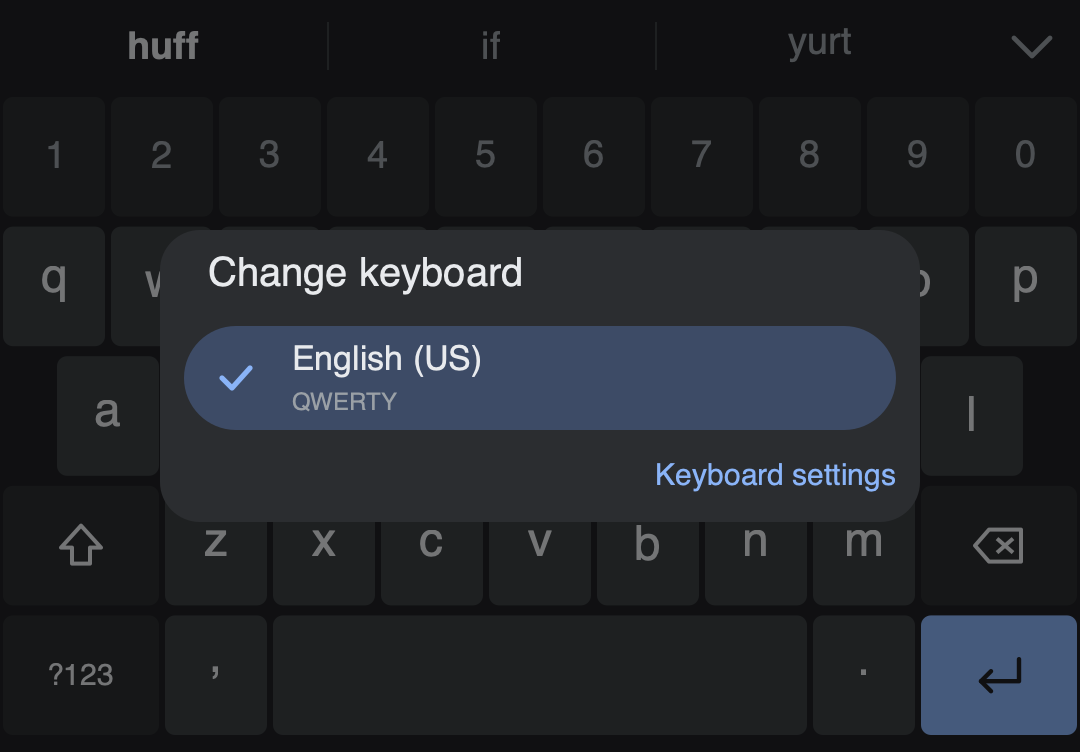 huff if yurt
1 2 3 4 5 6 7 8 9 0
q p
Change keyboard
English (US)
QWERTY
a l
Keyboard settings
z x c v b n m
?123 , .